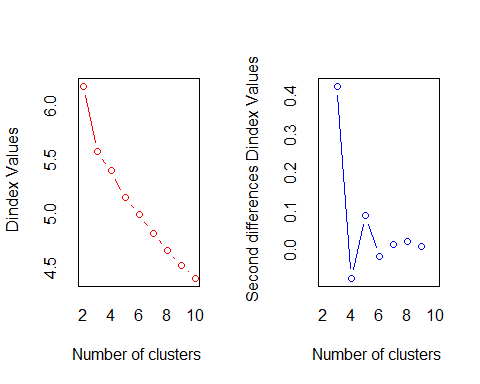 Dindex Values
6.0
5.5
5.0
4.5
2 4 6 8 10
Number of clusters
Second differences Dindex Values
0.4
0.3
0.2
0.1
0.0
2 4 6 8 10
Number of clusters